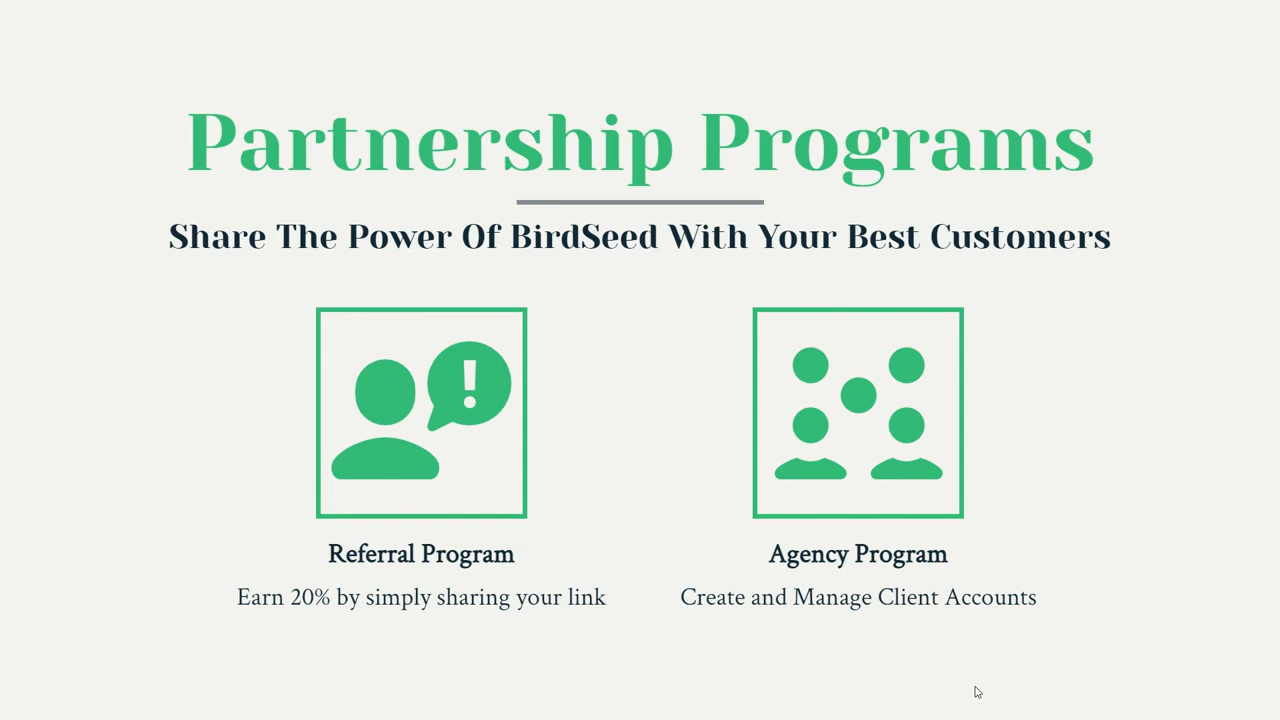 Partnership Programs
Share The Power Of BirdSeed With Your Best Customers
!
Referral Program
Earn 20% by simply sharing your link
Agency Program
Create and Manage Client Accounts